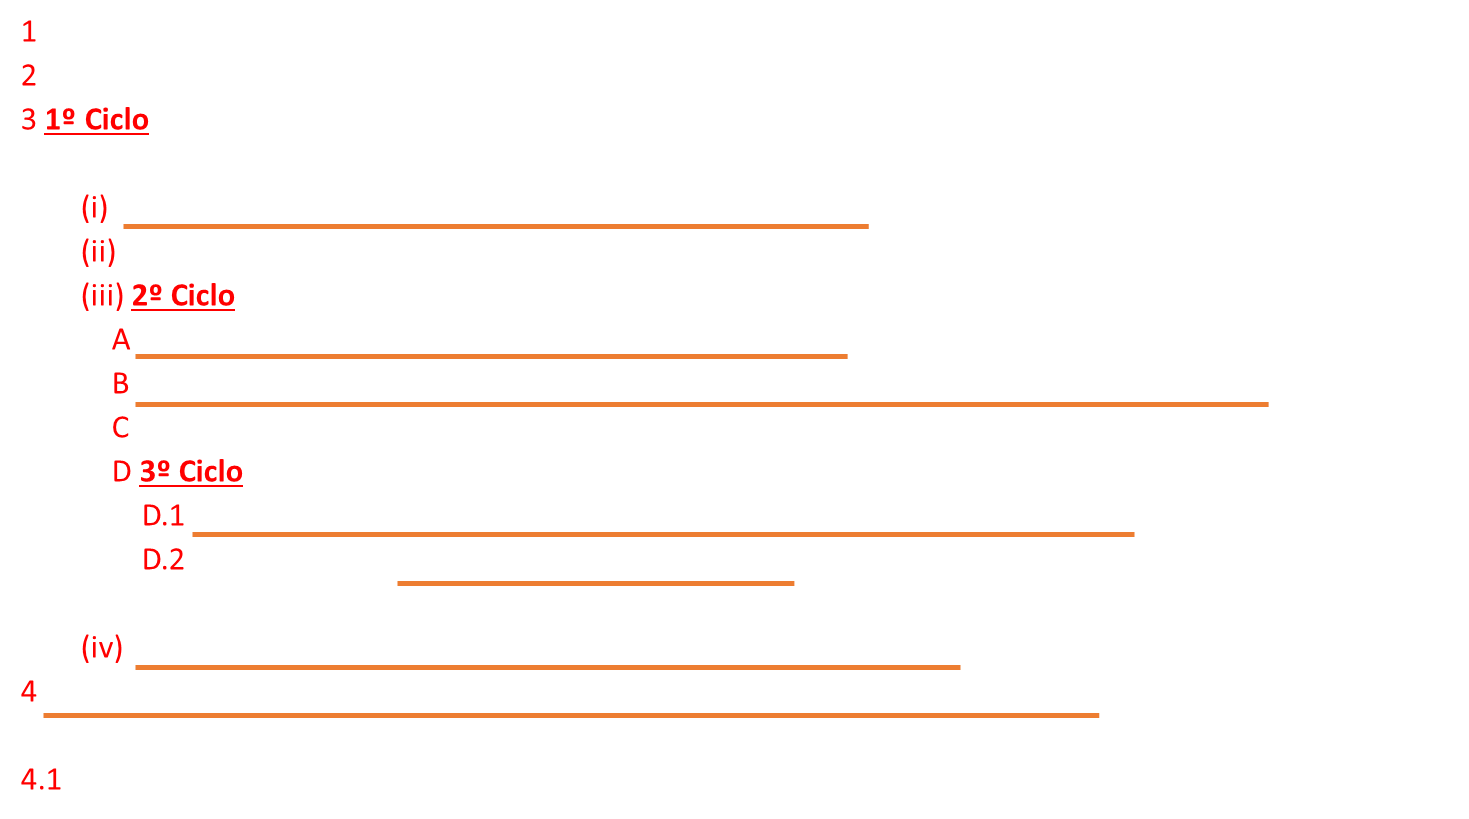 1
2
3 1º Ciclo
(i)
(ii)
(iii) 2º Ciclo
A
B
C
D 3º Ciclo
D.1
D.2
(iv)
4
4.1